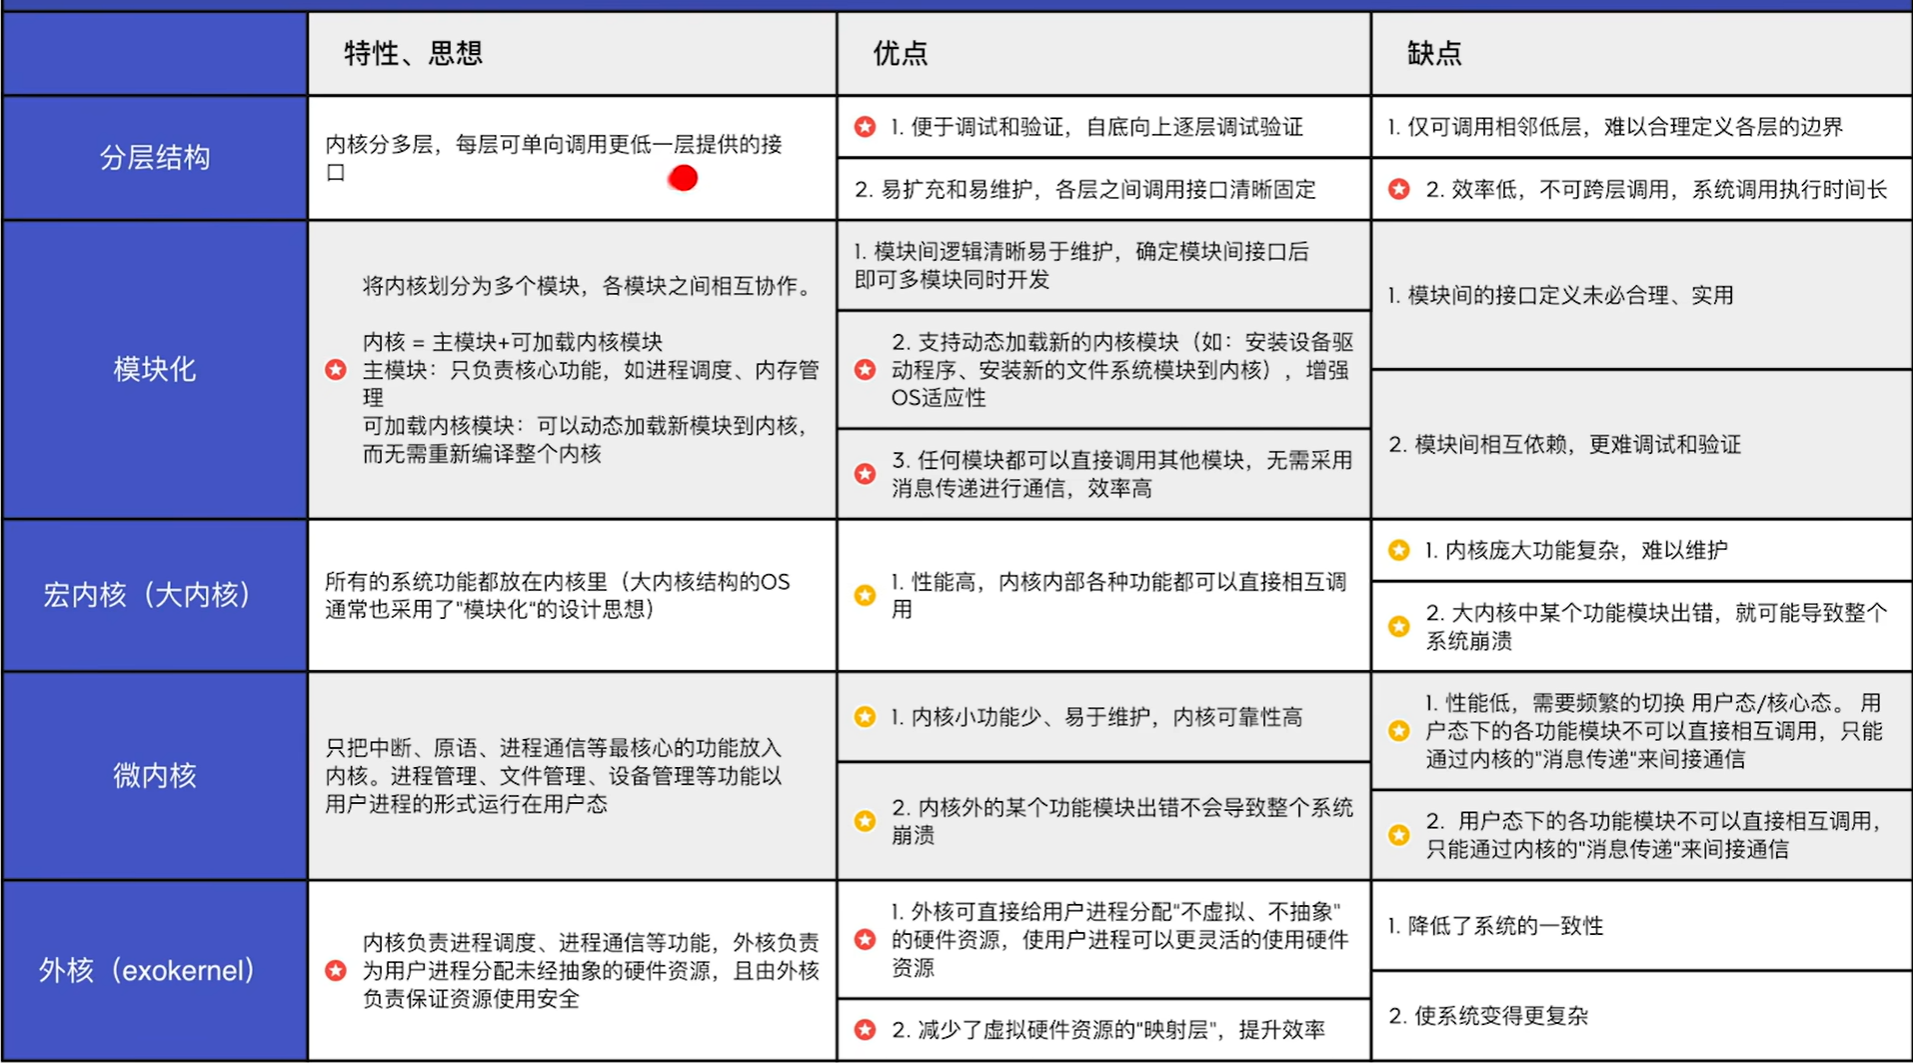 特性、思想
优点
缺点
分层结构
内核分多层，每层可单向调用更低一层提供的接
口
1. 便于调试和验证，自底向上逐层调试验证
2. 易扩充和易维护，各层之间调用接口清晰固定
1. 仅可调用相邻低层，难以合理定义各层的边界
2. 效率低，不可跨层调用，系统调用执行时间长
模块化
将内核划分为多个模块，各模块之间相互协作。
内核 = 主模块+可加载内核模块
主模块：只负责核心功能，如进程调度、内存管
理
可加载内核模块：可以动态加载新模块到内核，
而无需重新编译整个内核
1. 模块间逻辑清晰易于维护，确定模块间接口后
即可多模块同时开发
2. 支持动态加载新的内核模块（如：安装设备驱
动程序、安装新的文件系统模块到内核），增强
OS适应性
3. 任何模块都可以直接调用其他模块，无需采用
消息传递进行通信，效率高
1. 模块间的接口定义未必合理、实用
2. 模块间相互依赖，更难调试和验证
宏内核（大内核）
所有的系统功能都放在内核里（大内核结构的OS
通常也采用了"模块化"的设计思想）
1. 性能高，内核内部各种功能都可以直接相互调
用
1. 内核庞大功能复杂，难以维护
2. 大内核中某个功能模块出错，就可能导致整个
系统崩溃
微内核
只把中断、原语、进程通信等最核心的功能放入
内核。进程管理、文件管理、设备管理等功能以
用户进程的形式运行在用户态
1. 内核小功能少、易于维护，内核可靠性高
2. 内核外的某个功能模块出错不会导致整个系统
崩溃
1. 性能低，需要频繁的切换 用户态/核心态。 用
户态下的各功能模块不可以直接相互调用，只能
通过内核的"消息传递"来间接通信
2. 用户态下的各功能模块不可以直接相互调用，
只能通过内核的"消息传递"来间接通信
外核（exokernel）
内核负责进程调度、进程通信等功能，外核负责
为用户进程分配未经抽象的硬件资源，且由外核
负责保证资源使用安全
1. 外核可直接给用户进程分配"不虚拟、不抽象"
的硬件资源，使用户进程可以更灵活的使用硬件
资源
2. 减少了虚拟硬件资源的"映射层"，提升效率
1. 降低了系统的一致性
2. 使系统变得更复杂